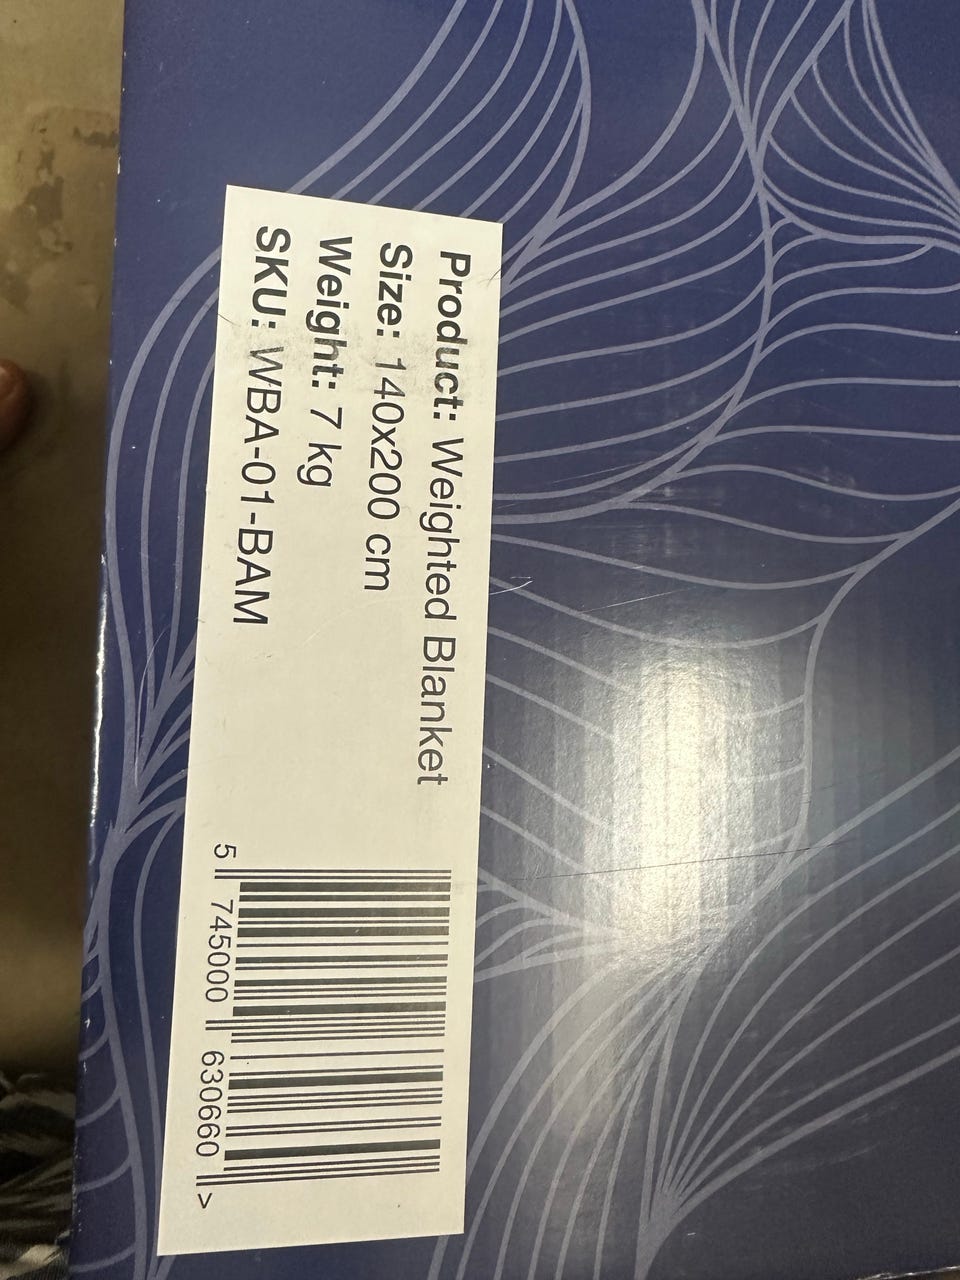 Product: Weighted Blanket
Size: 140x200 cm
Weight: 7 kg
SKU: WBA-01-BAM
5 745000 630660 >